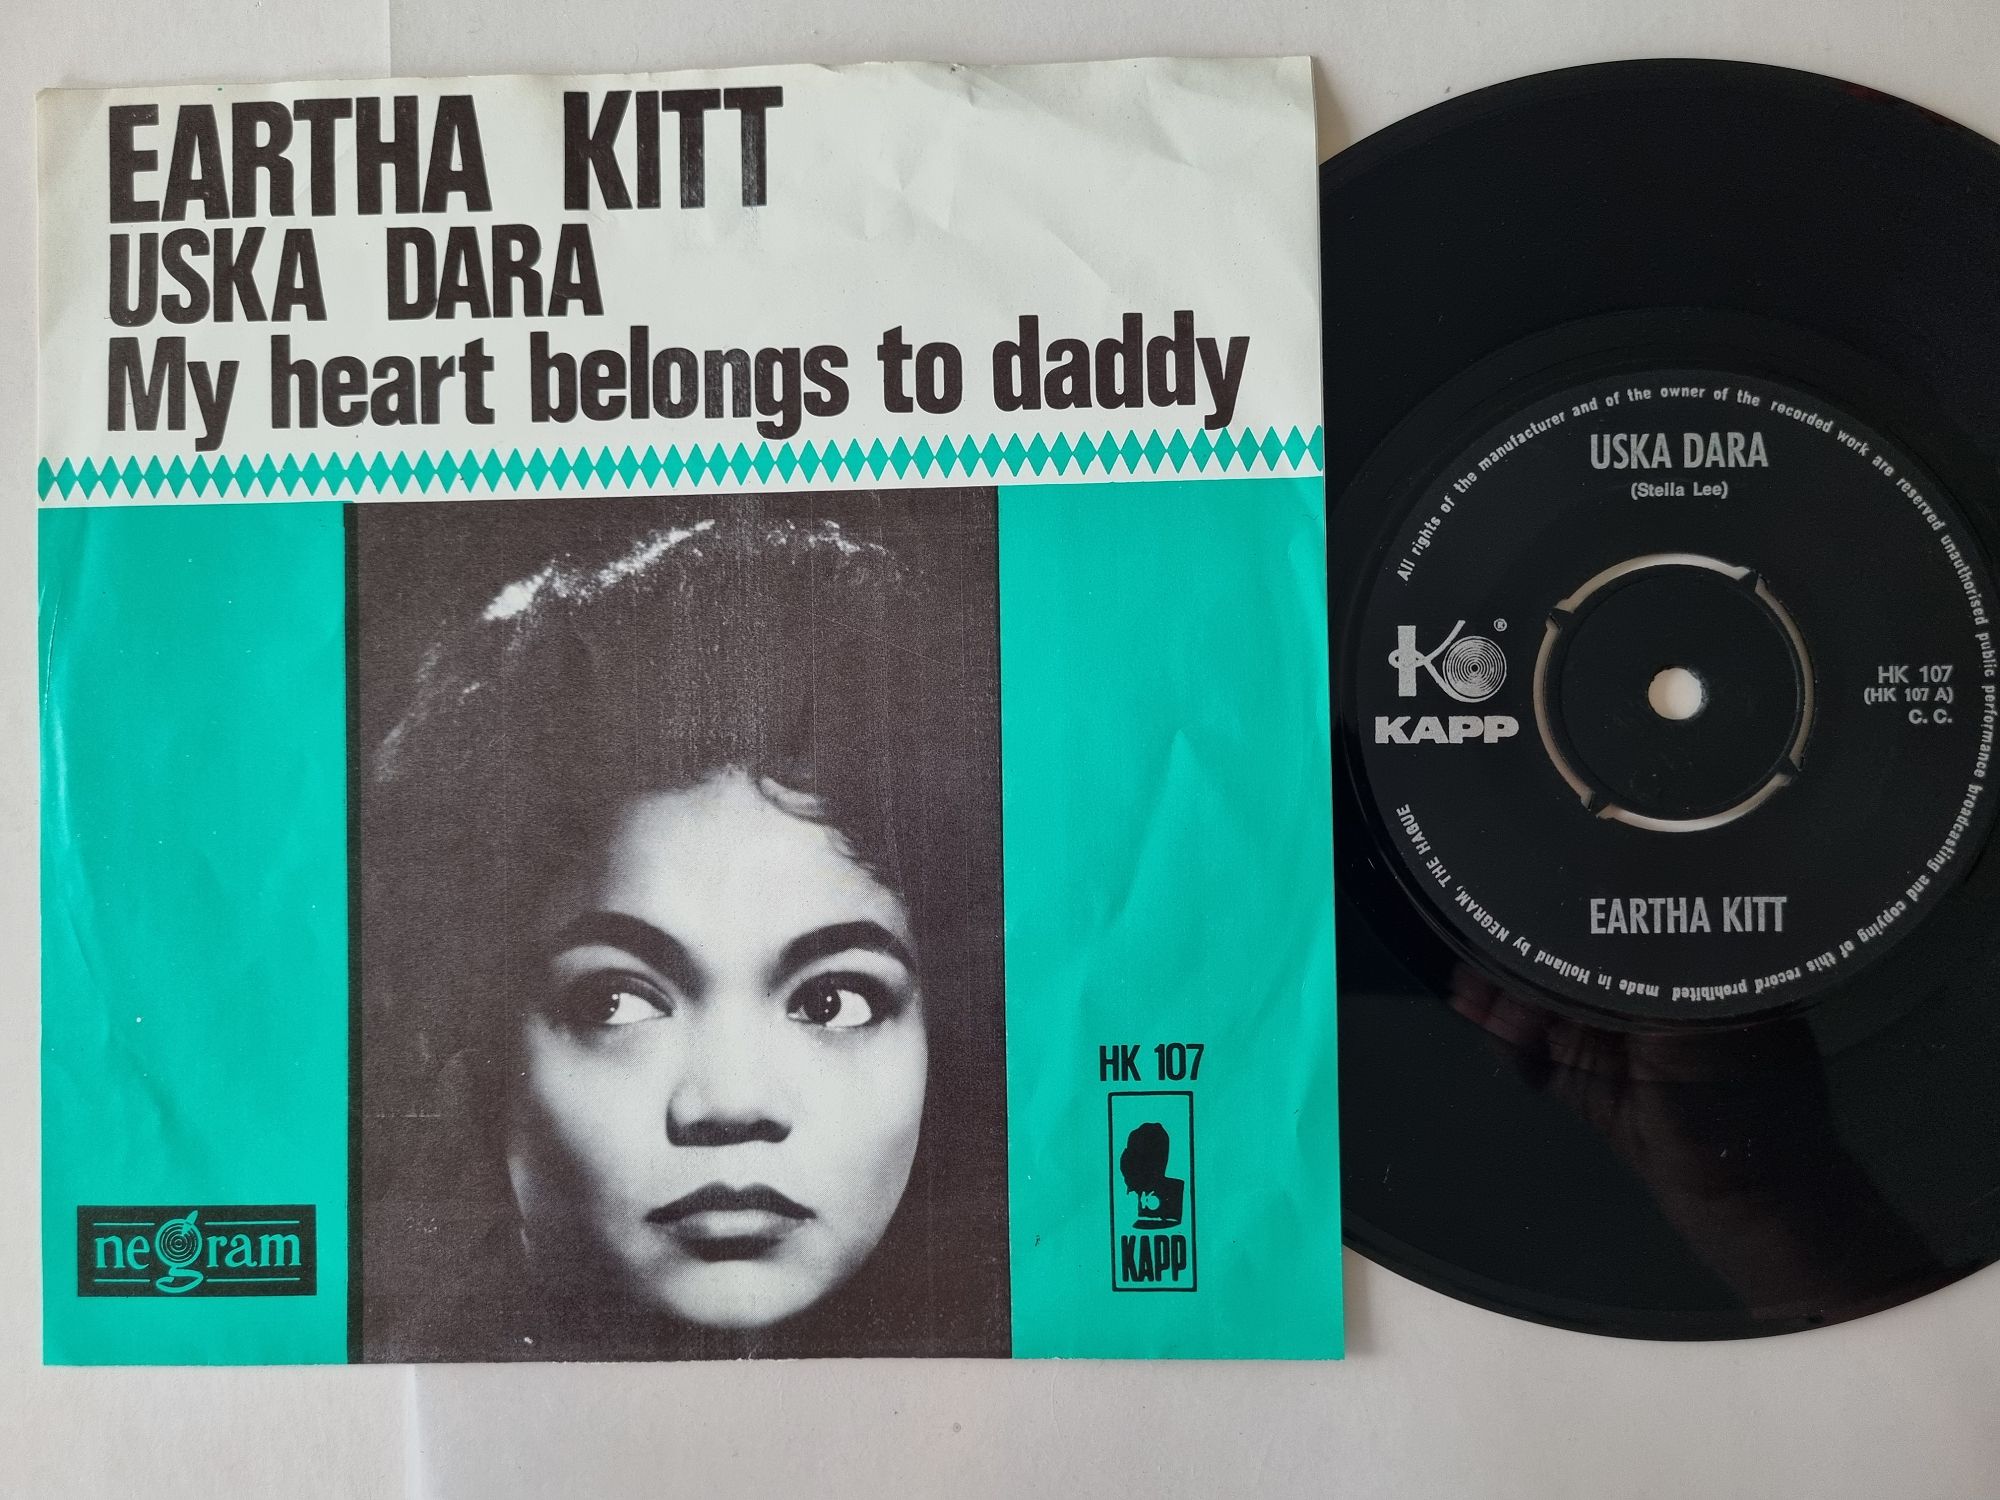 EARTHA KITT
USKA DARA
My heart belongs to daddy
HK 107
KAPP
negram
All rights of the manufacturer and of the owner of the recorded work are reserved unauthorised public performance broadcasting and copying of this record prohibited made in Holland by NEGRAM, THE HAGUE
USKA DARA
(Stella Lee)
K
®
KAPP
HK 107
(HK 107 A)
C. C.
EARTHA KITT